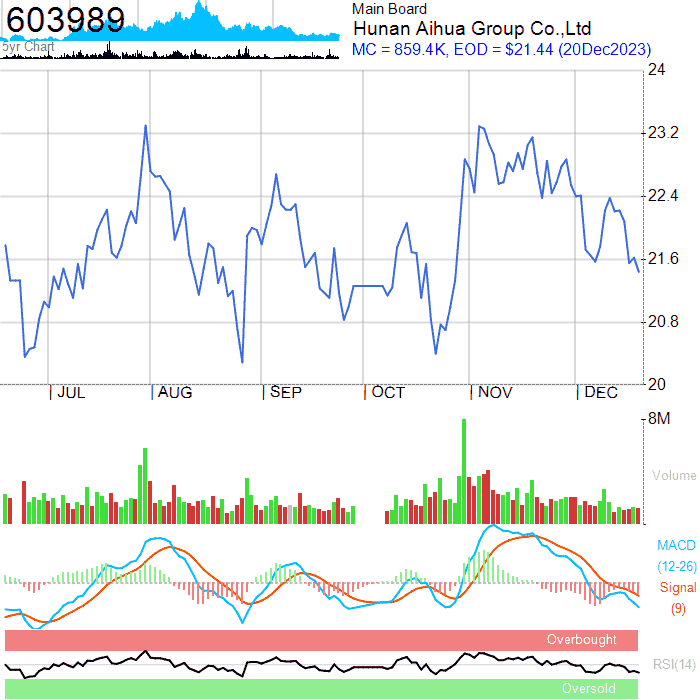 603989
5yr Chart
Main Board
Hunan Aihua Group Co.,Ltd
MC = 859.4K, EOD = $21.44 (20Dec2023)
24
23.2
22.4
21.6
20.8
20
JUL AUG SEP OCT NOV DEC
8M
Volume
MACD
(12-26)
Signal
(9)
Overbought
RSI(14)
Oversold